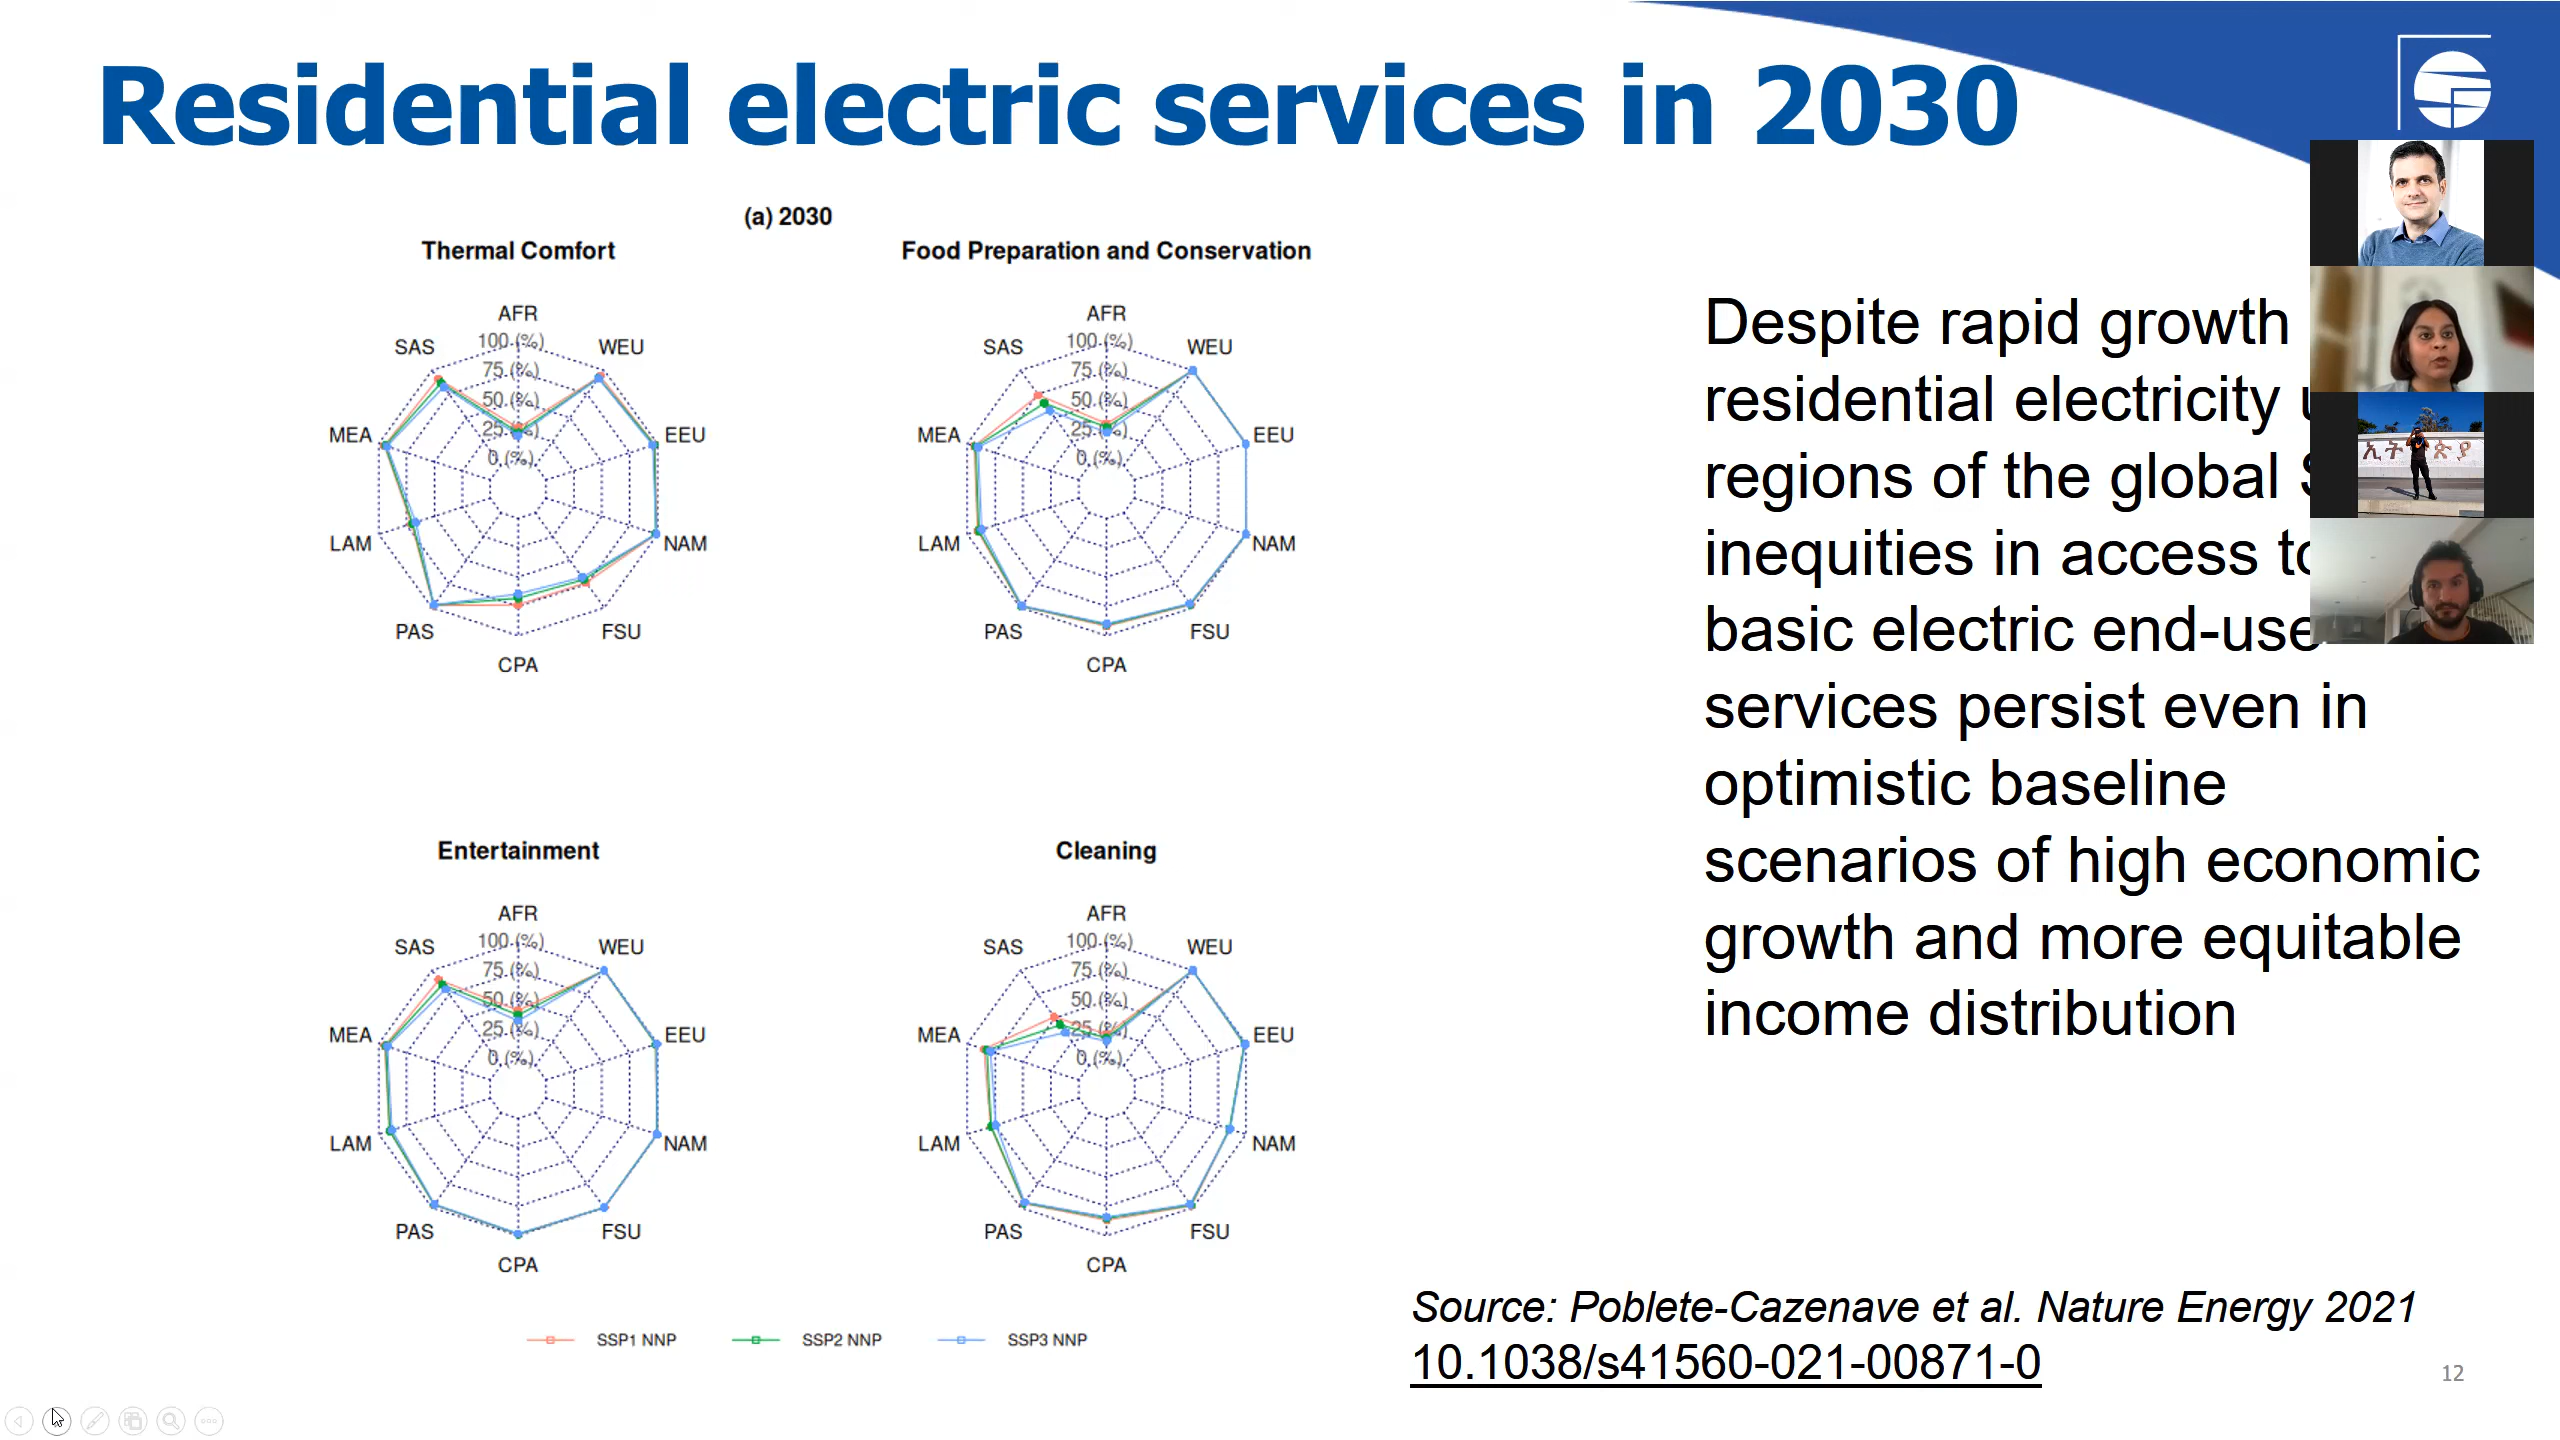 Residential electric services in 2030
(a) 2030
Thermal Comfort
AFR
WEU
EEU
NAM
FSU
CPA
PAS
LAM
MEA
SAS
100 (%)
75 (%)
50 (%)
25 (%)
0 (%)
Food Preparation and Conservation
AFR
WEU
EEU
NAM
FSU
CPA
PAS
LAM
MEA
SAS
100 (%)
75 (%)
50 (%)
25 (%)
0 (%)
Entertainment
AFR
WEU
EEU
NAM
FSU
CPA
PAS
LAM
MEA
SAS
100 (%)
75 (%)
50 (%)
25 (%)
0 (%)
Cleaning
AFR
WEU
EEU
NAM
FSU
CPA
PAS
LAM
MEA
SAS
100 (%)
75 (%)
50 (%)
25 (%)
0 (%)
SSP1 NNP
SSP2 NNP
SSP3 NNP
Despite rapid growth
residential electricity
regions of the global
inequities in access
basic electric end-use
services persist even in
optimistic baseline
scenarios of high economic
growth and more equitable
income distribution
ኢትዮጵያ
Source: Poblete-Cazenave et al. Nature Energy 2021
10.1038/s41560-021-00871-0
12